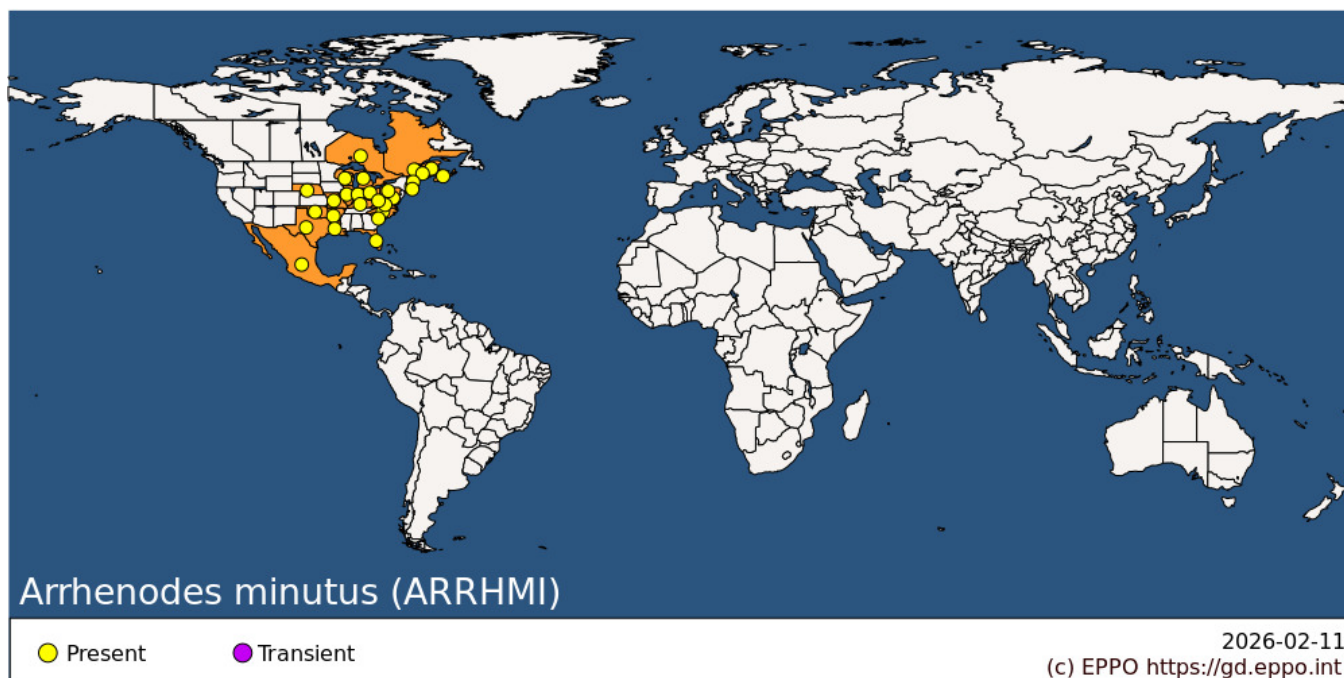 Arrhenodes minutus (ARRHMI)
Present
Transient
2026-02-11
(c) EPPO https://gd.eppo.int